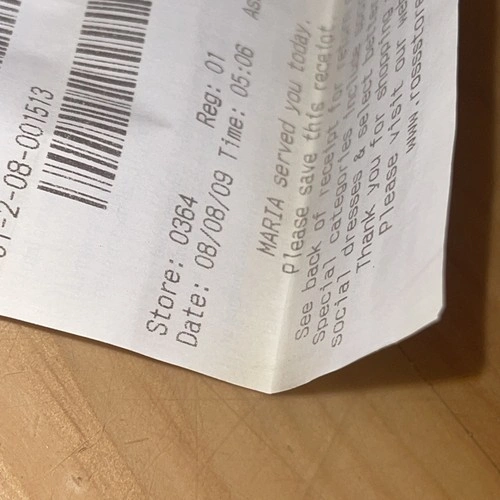 1-2-08-001513
Store: 0364 Reg: 01
Date: 08/08/09 Time: 05:06
MARIA served you today.
Please save this receipt
See back of receipt for
special categories include
social dresses & select
Thank you for shopping
Please visit our
www.rossstore